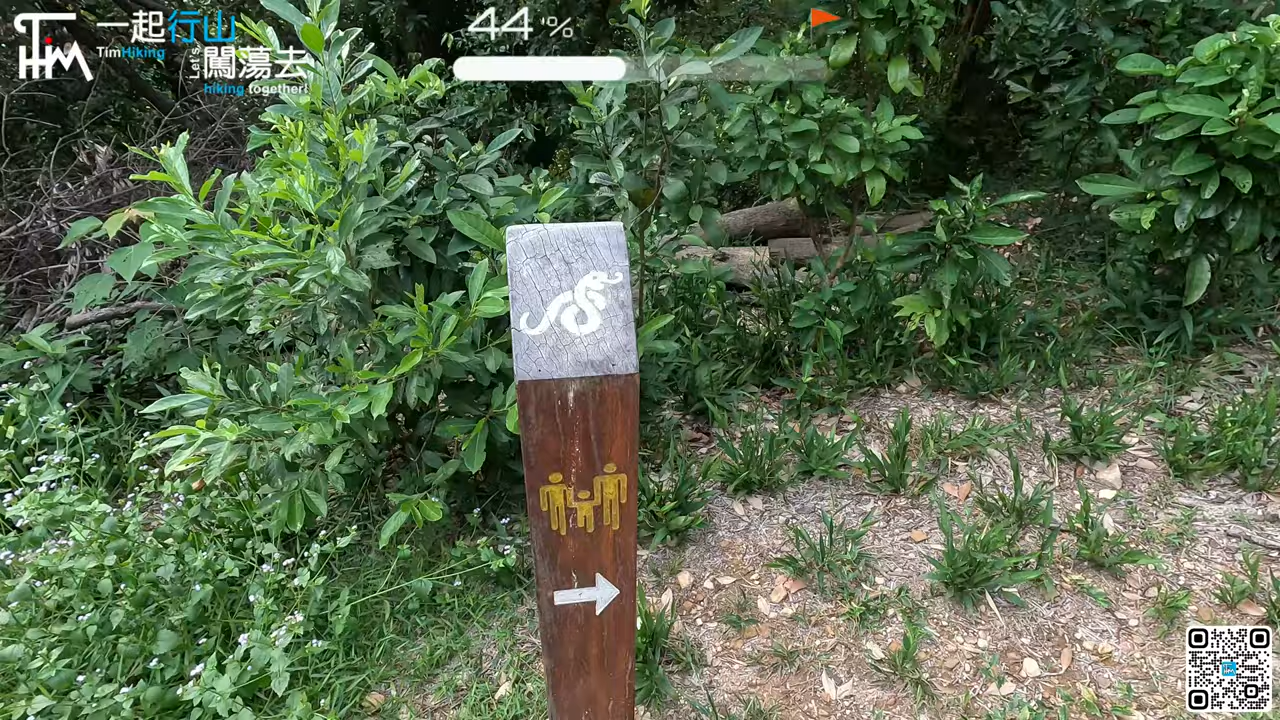 TiM
一起行山
TimHiking
Let's
闖蕩去
hiking together!
44 %